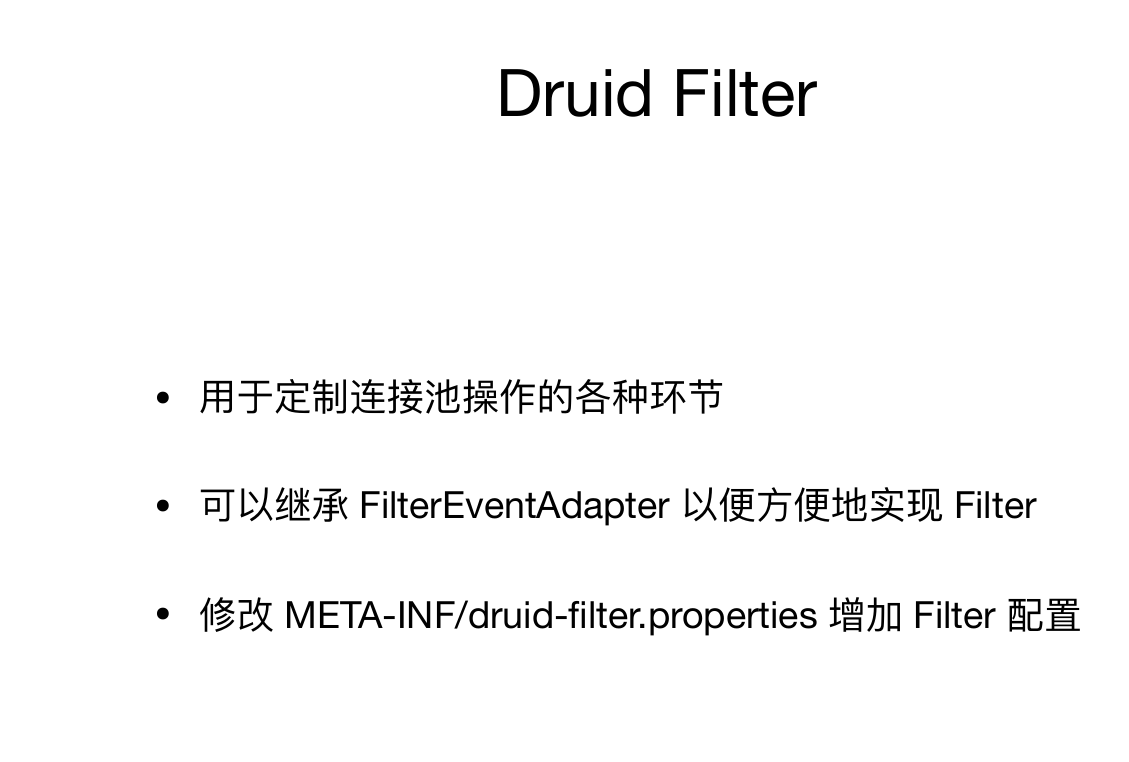 Druid Filter
• 用于定制连接池操作的各种环节
• 可以继承 FilterEventAdapter 以便方便地实现 Filter
• 修改 META-INF/druid-filter.properties 增加 Filter 配置